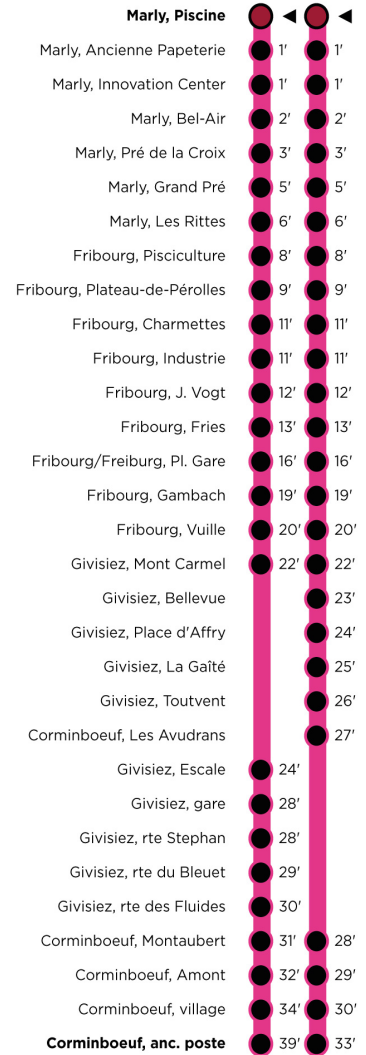 Marly, Piscine
Marly, Ancienne Papeterie 1' 1'
Marly, Innovation Center 1' 1'
Marly, Bel-Air 2' 2'
Marly, Pré de la Croix 3' 3'
Marly, Grand Pré 5' 5'
Marly, Les Rittes 6' 6'
Fribourg, Pisciculture 8' 8'
Fribourg, Plateau-de-Pérolles 9' 9'
Fribourg, Charmettes 11' 11'
Fribourg, Industrie 11' 11'
Fribourg, J. Vogt 12' 12'
Fribourg, Fries 13' 13'
Fribourg/Freiburg, Pl. Gare 16' 16'
Fribourg, Gambach 19' 19'
Fribourg, Vuille 20' 20'
Givisiez, Mont Carmel 22' 22'
Givisiez, Bellevue 23'
Givisiez, Place d'Affry 24'
Givisiez, La Gaîté 25'
Givisiez, Toutvent 26'
Corminboeuf, Les Avudrans 27'
Givisiez, Escale 24'
Givisiez, gare 28'
Givisiez, rte Stephan 28'
Givisiez, rte du Bleuet 29'
Givisiez, rte des Fluides 30'
Corminboeuf, Montaubert 31' 28'
Corminboeuf, Amont 32' 29'
Corminboeuf, village 34' 30'
Corminboeuf, anc. poste 39' 33'